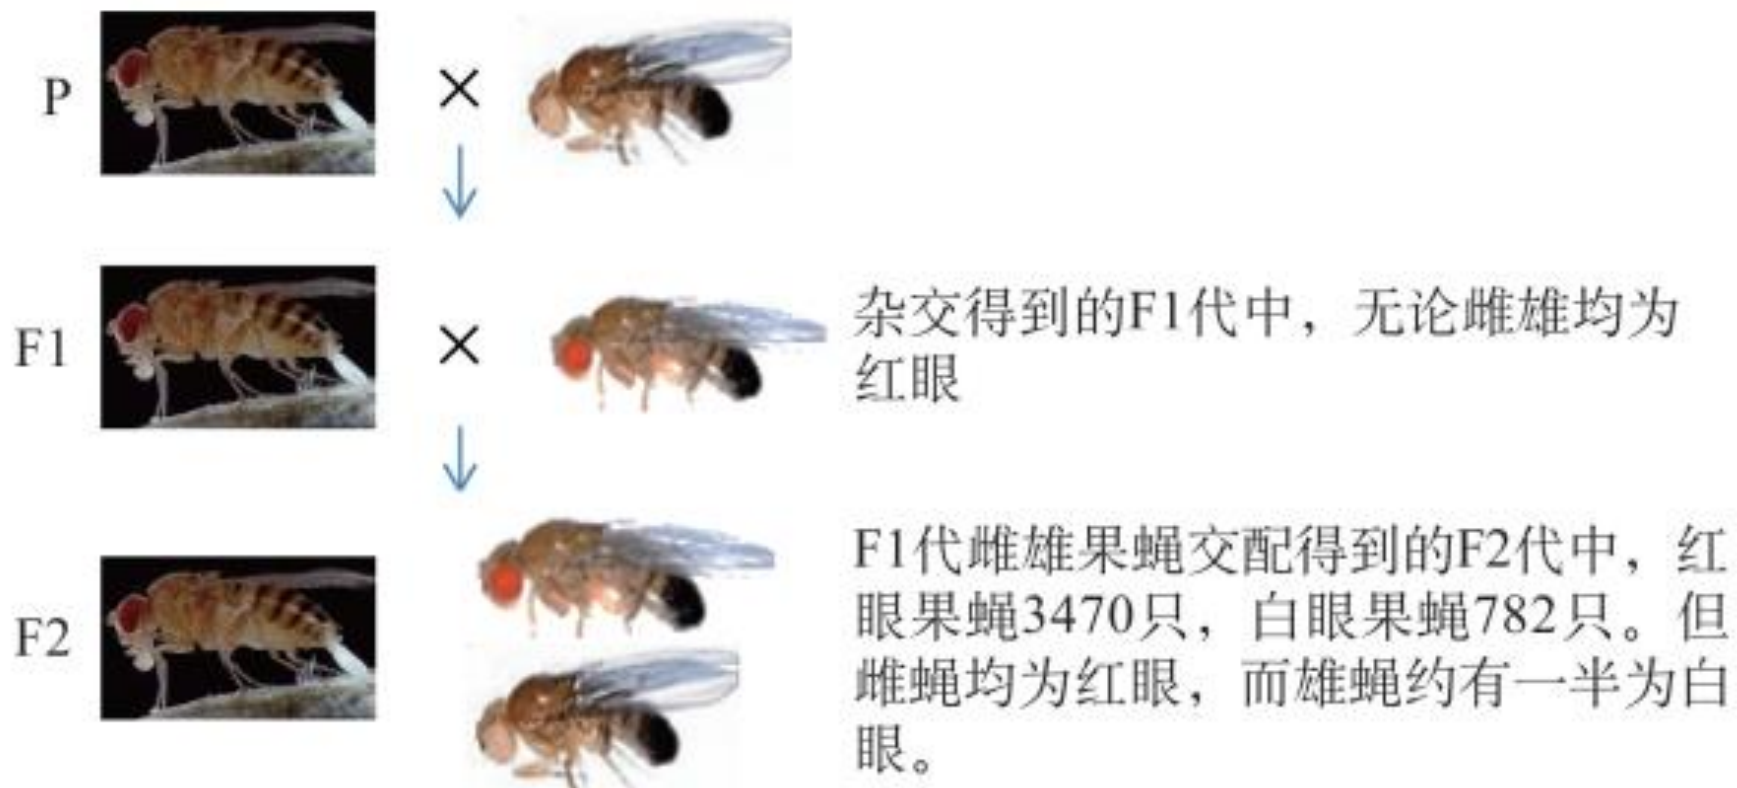 P
×
F1
×
杂交得到的F1代中，无论雌雄均为
红眼
F2
F1代雌雄果蝇交配得到的F2代中，红
眼果蝇3470只，白眼果蝇782只。但
雌蝇均为红眼，而雄蝇约有一半为白
眼。